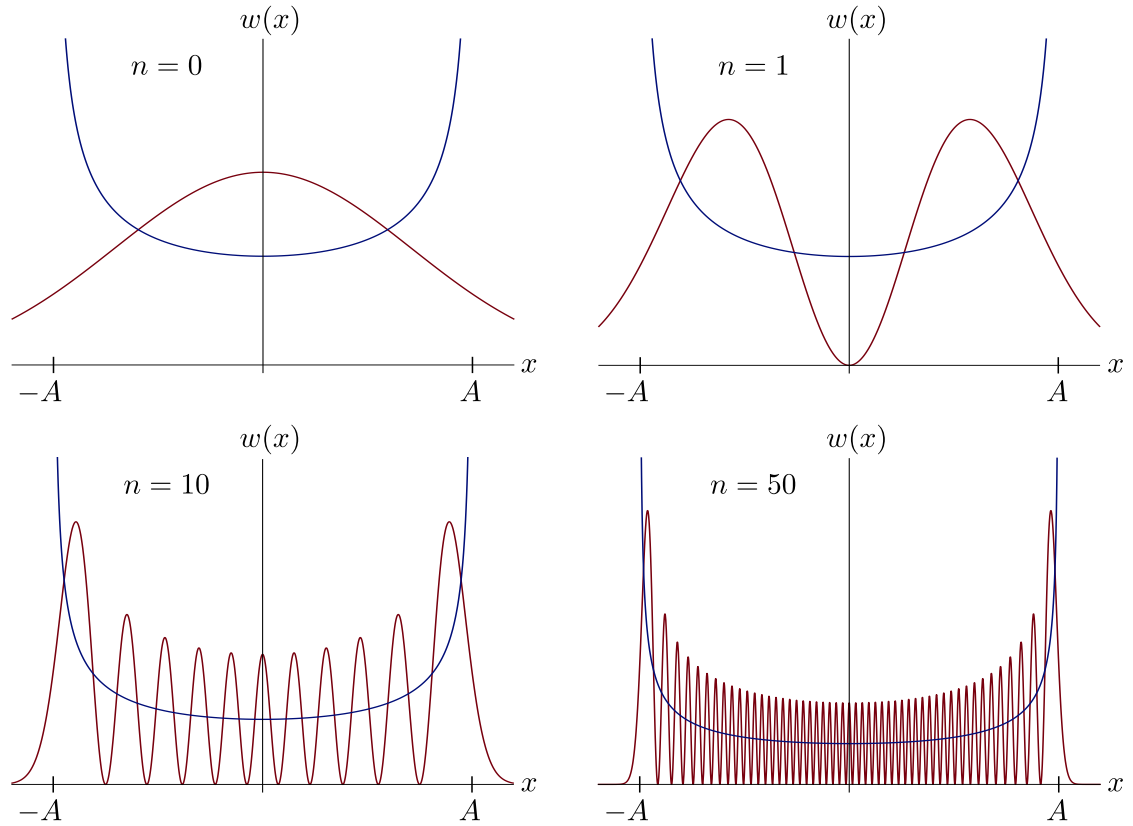 w(x)
n = 0
−A
A
x
w(x)
n = 1
−A
A
x
w(x)
n = 10
−A
A
x
w(x)
n = 50
−A
A
x